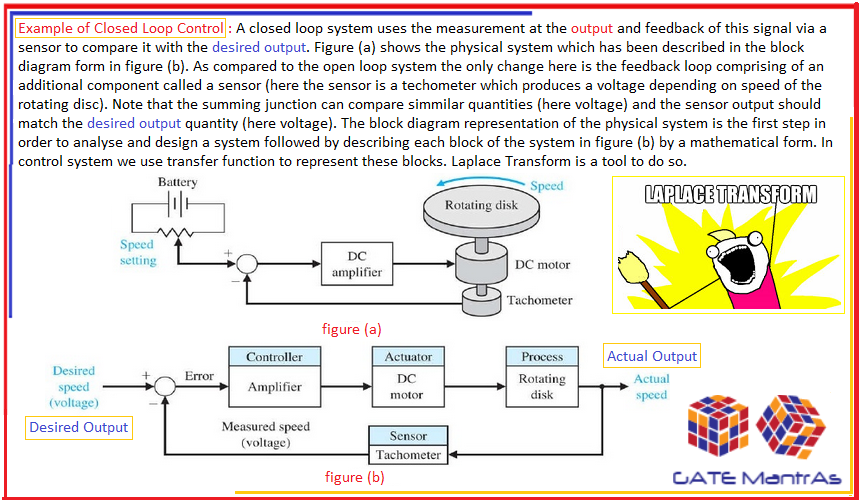 Example of Closed Loop Control : A closed loop system uses the measurement at the output and feedback of this signal via a
sensor to compare it with the desired output. Figure (a) shows the physical system which has been described in the block
diagram form in figure (b). As compared to the open loop system the only change here is the feedback loop comprising of an
additional component called a sensor (here the sensor is a techometer which produces a voltage depending on speed of the
rotating disc). Note that the summing junction can compare simmilar quantities (here voltage) and the sensor output should
match the desired output quantity (here voltage). The block diagram representation of the physical system is the first step in
order to analyse and design a system followed by describing each block of the system in figure (b) by a mathematical form. In
control system we use transfer function to represent these blocks. Laplace Transform is a tool to do so.
Battery
Speed
setting
+
−
DC
amplifier
Speed
Rotating disk
DC motor
Tachometer
LAPLACE TRANSFORM
figure (a)
Desired
speed
(voltage)
Desired Output
+
−
Error
Controller
Amplifier
Actuator
DC
motor
Process
Rotating
disk
Actual Output
Actual
speed
Measured speed
(voltage)
Sensor
Tachometer
figure (b)
GATE MantrAs